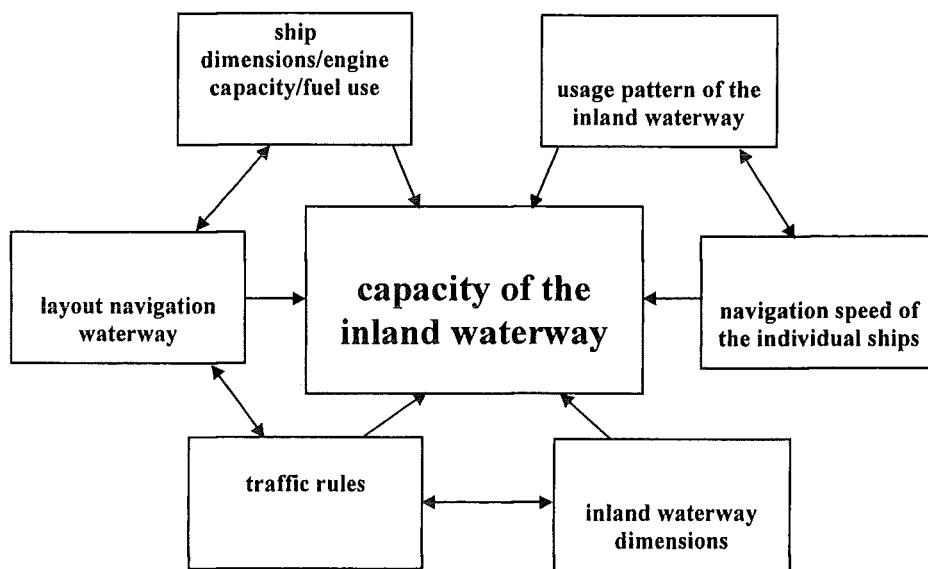 ship
dimensions/engine
capacity/fuel use
usage pattern of the
inland waterway
layout navigation
waterway
capacity of the
inland waterway
navigation speed of
the individual ships
traffic rules
inland waterway
dimensions